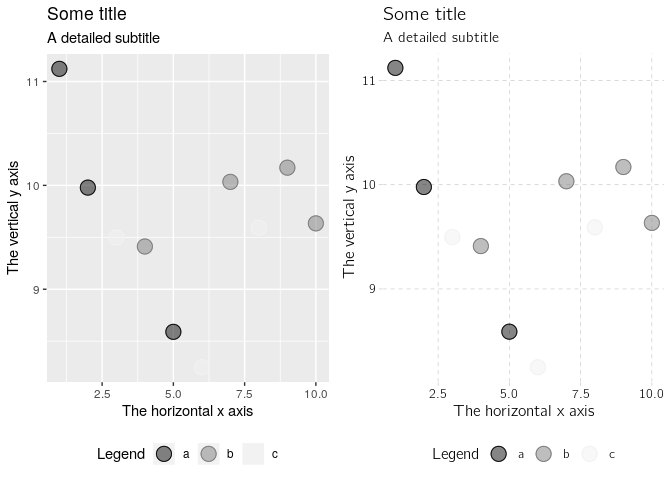 Some title
A detailed subtitle
The vertical y axis
11
10
9
2.5 5.0 7.5 10.0
The horizontal x axis
Legend a b c
Some title
A detailed subtitle
The vertical y axis
11
10
9
2.5 5.0 7.5 10.0
The horizontal x axis
Legend a b c